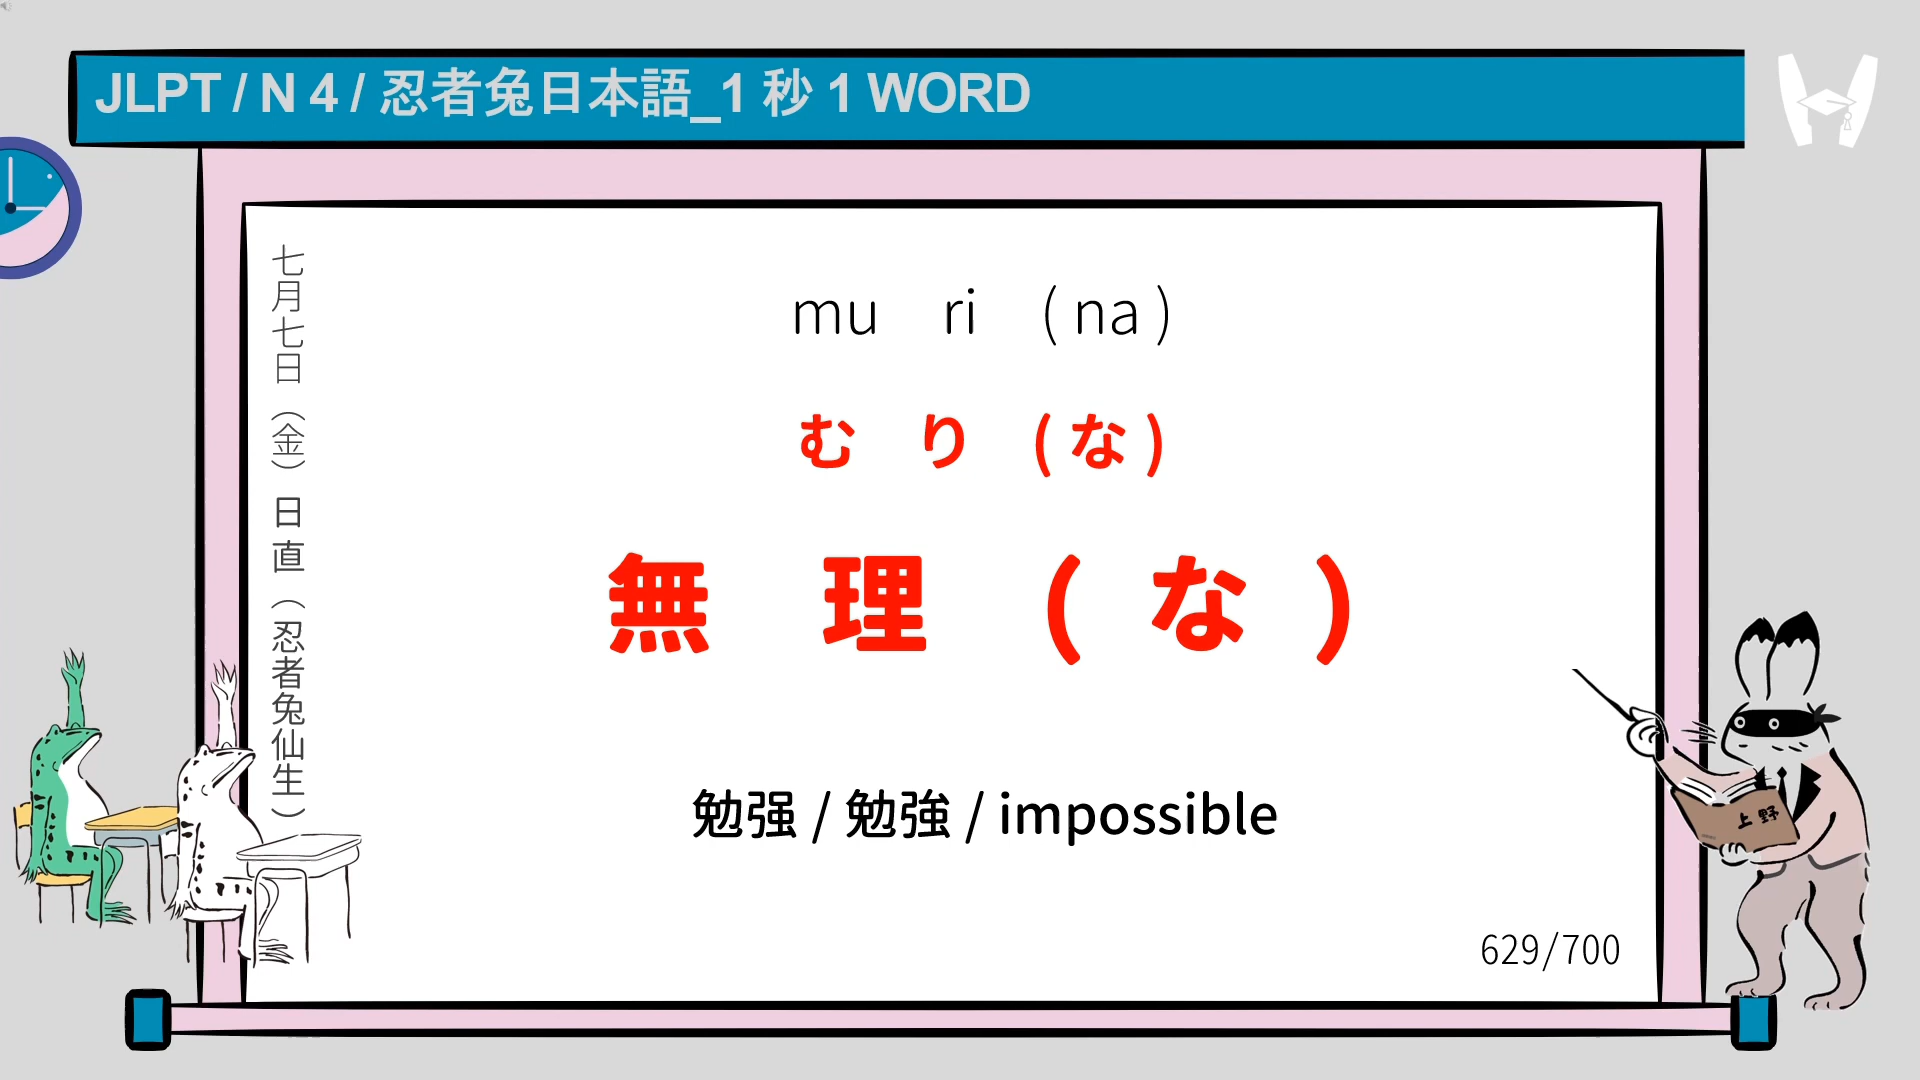 JLPT / N 4 / 忍者兔日本語_1 秒 1 WORD
七月七日（金）日直（忍者兔仙生）
mu ri (na)
む り (な)
無 理 (な)
勉强 / 勉強 / impossible
上野
629/700